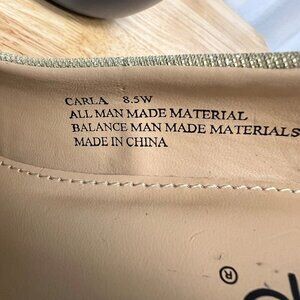 CARLA 8.5W
ALL MAN MADE MATERIAL
BALANCE MAN MADE MATERIALS
MADE IN CHINA
®